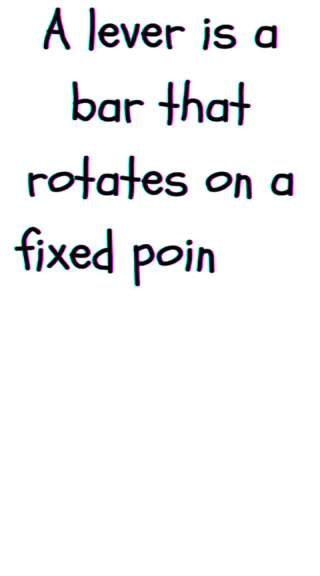 A lever is a
bar that
rotates on a
fixed poin